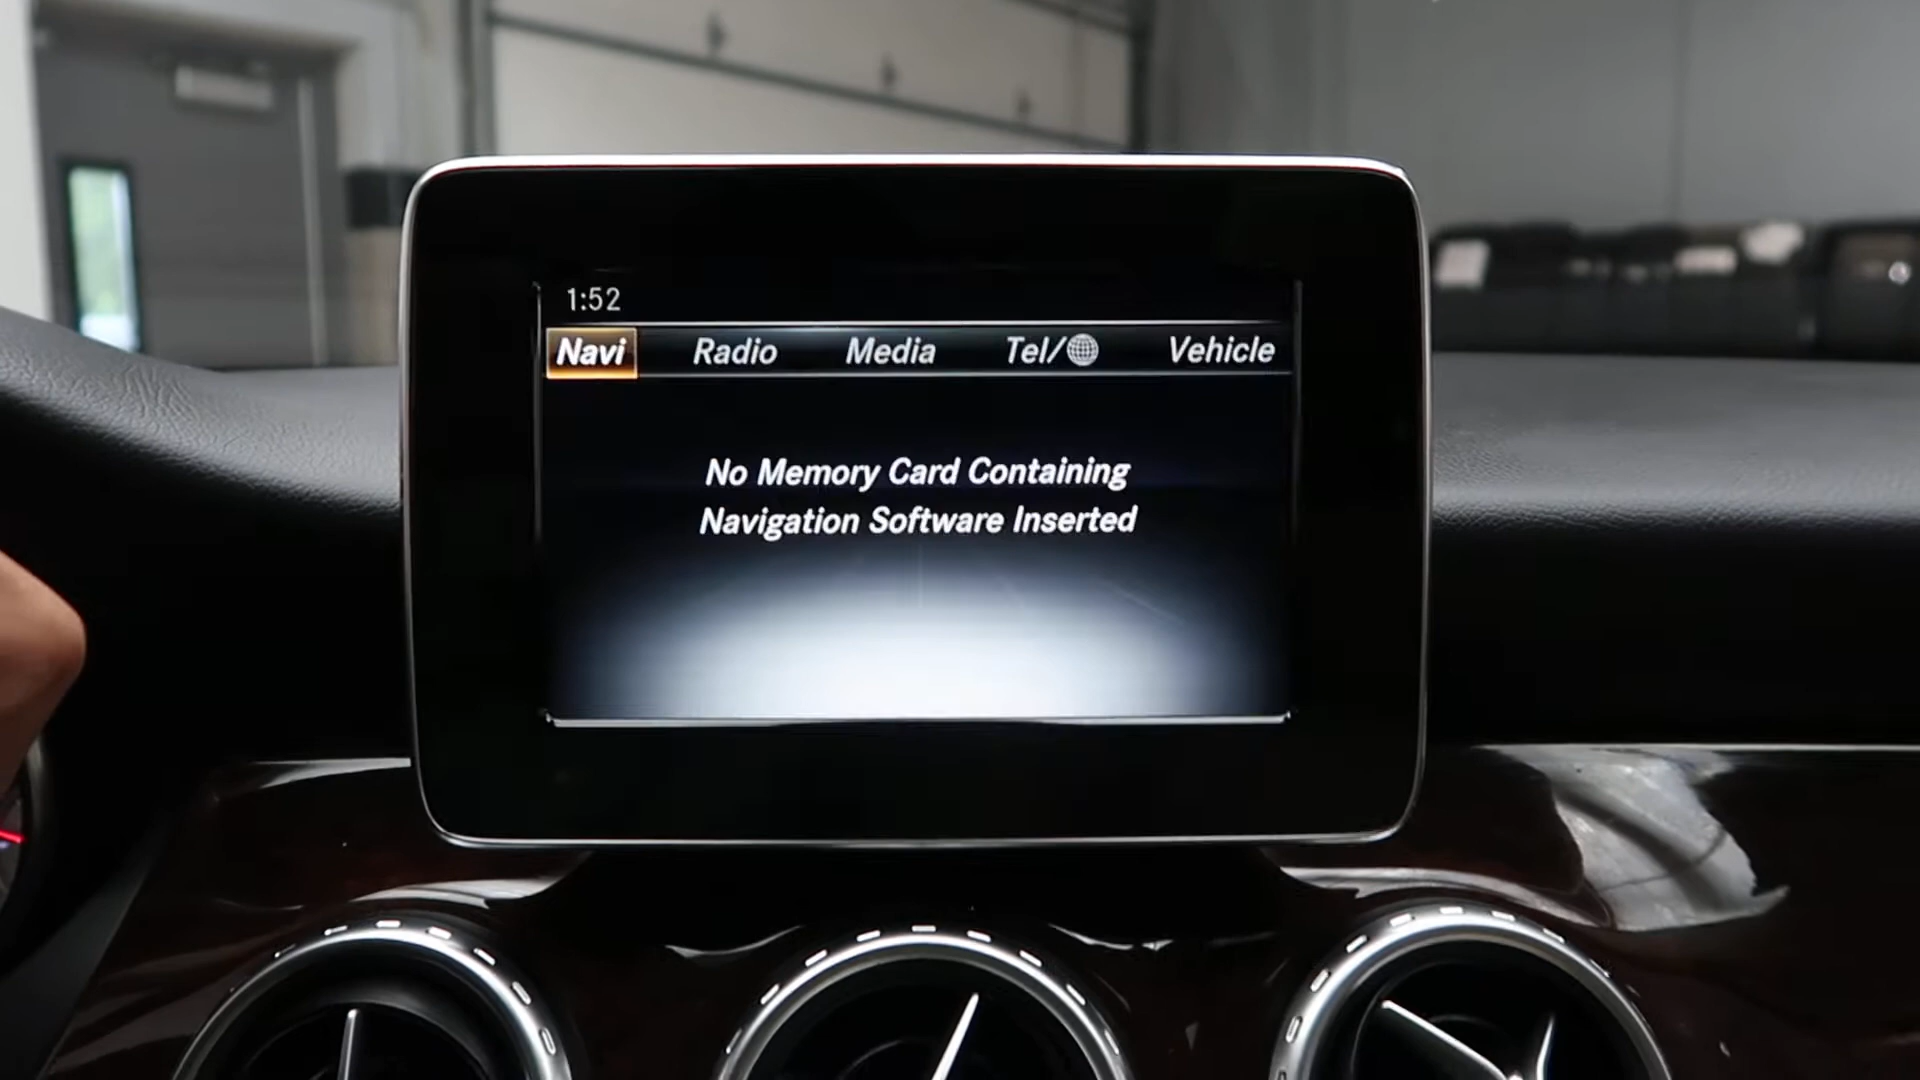 1:52
Navi Radio Media Tel/ Vehicle
No Memory Card Containing
Navigation Software Inserted